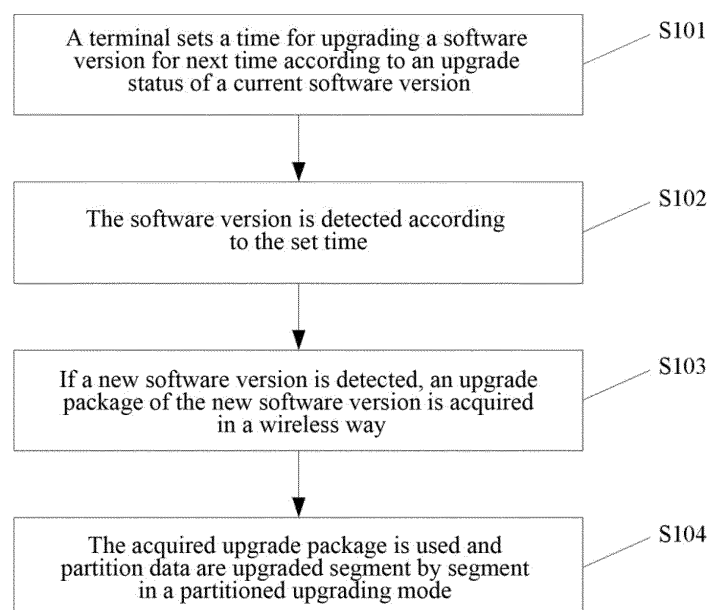 A terminal sets a time for upgrading a software
version for next time according to an upgrade
status of a current software version
S101
The software version is detected according
to the set time
S102
If a new software version is detected, an upgrade
package of the new software version is acquired
in a wireless way
S103
The acquired upgrade package is used and
partition data are upgraded segment by segment
in a partitioned upgrading mode
S104